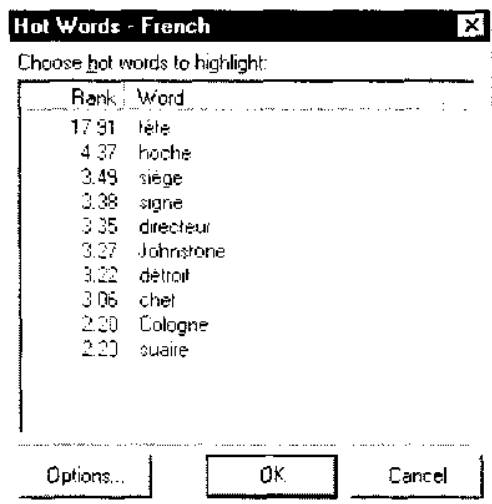 Hot Words - French
Choose hot words to highlight:
Rank Word
17.91 tête
4.37 hoche
3.49 siège
3.38 signe
3.35 directeur
3.27 Johnstone
3.22 détroit
3.06 chef
2.20 Cologne
2.20 suaire
Options... OK Cancel